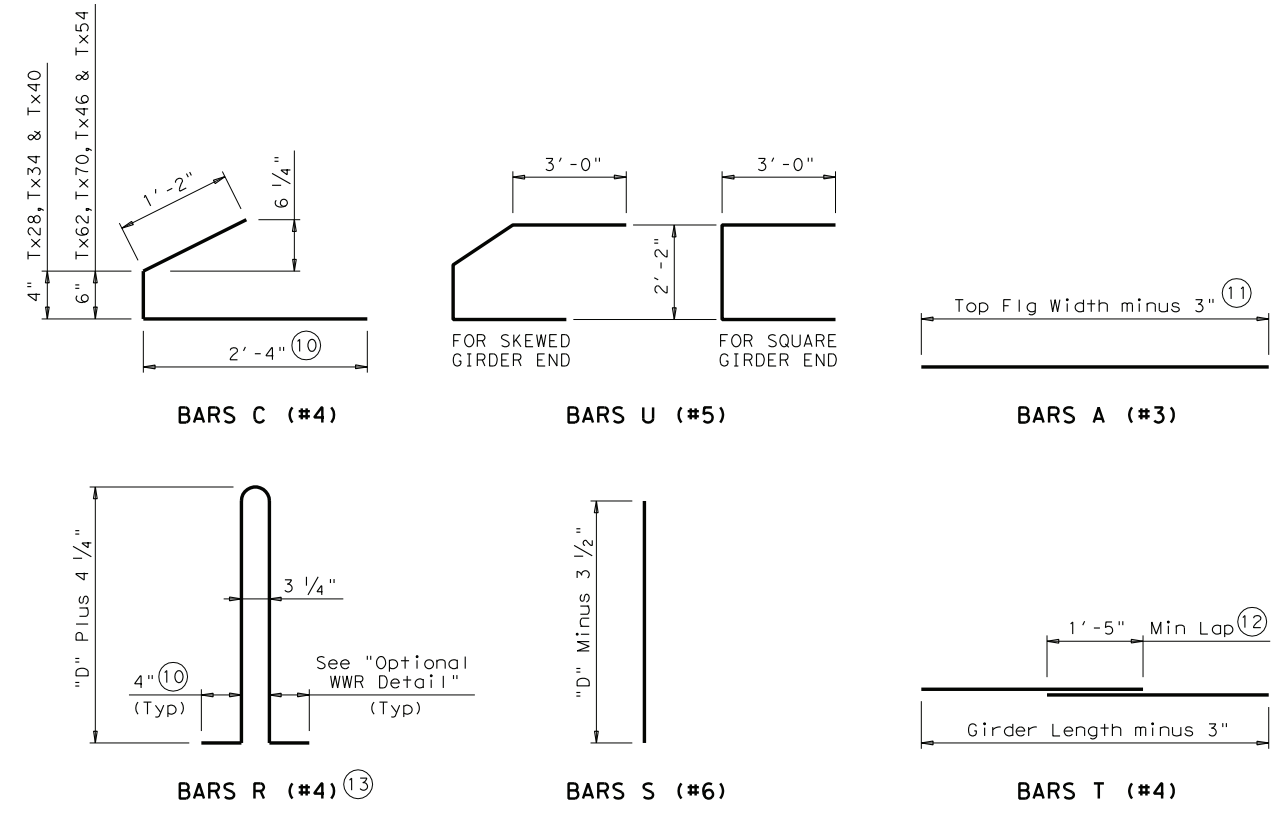 4" Tx28,Tx34 & Tx40
6" Tx62,Tx70,Tx46 & Tx54
1'-2"
6 1/4"
2'-4" 10
BARS C (#4)
3'-0"
3'-0"
2'-2"
FOR SKEWED
GIRDER END
FOR SQUARE
GIRDER END
BARS U (#5)
Top Flg Width minus 3" 11
BARS A (#3)
"D" Plus 4 1/4"
3 1/4"
4" 10
(Typ)
See "Optional
WWR Detail"
(Typ)
BARS R (#4) 13
"D" Minus 3 1/2"
BARS S (#6)
1'-5" Min Lap 12
Girder Length minus 3"
BARS T (#4)